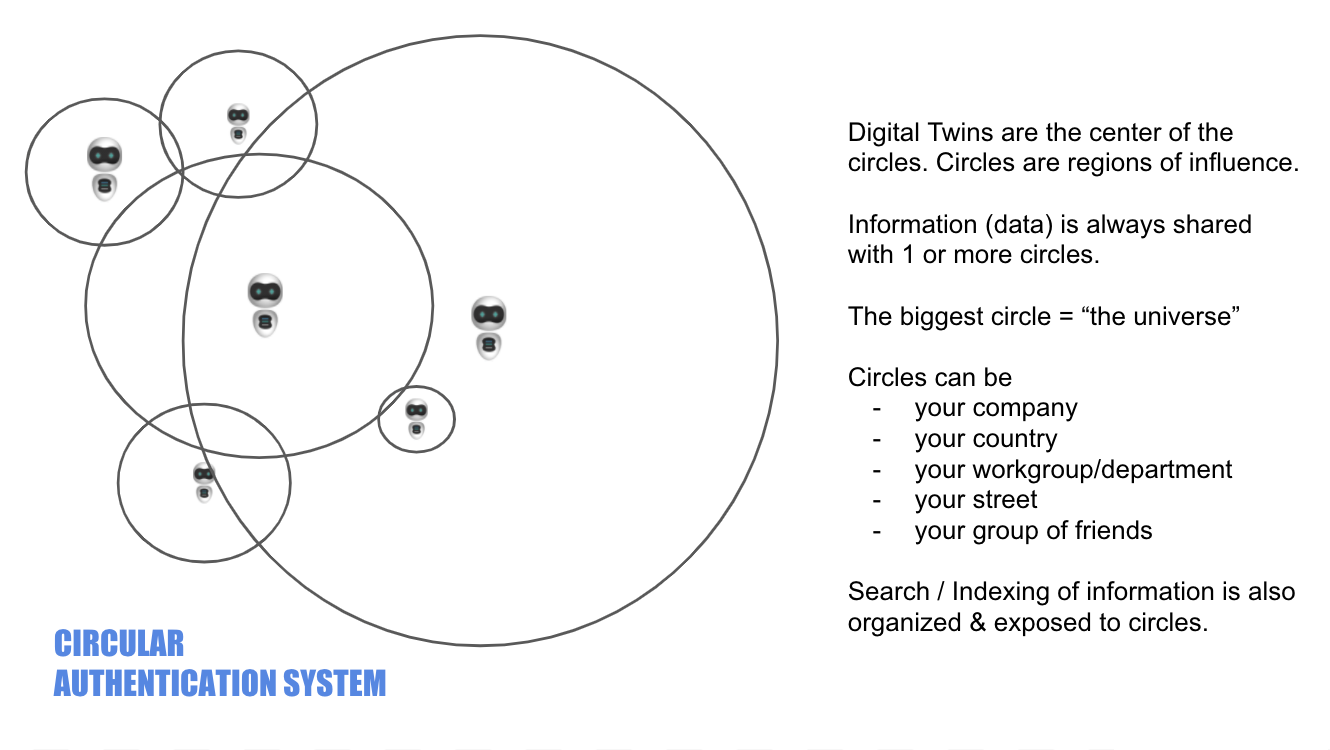 Digital Twins are the center of the
circles. Circles are regions of influence.
Information (data) is always shared
with 1 or more circles.
The biggest circle = “the universe”
Circles can be
- your company
- your country
- your workgroup/department
- your street
- your group of friends
Search / Indexing of information is also
organized & exposed to circles.
CIRCULAR
AUTHENTICATION SYSTEM